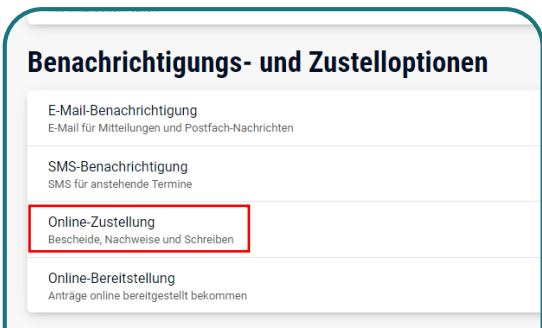 Benachrichtigungs- und Zustelloptionen
E-Mail-Benachrichtigung
E-Mail für Mitteilungen und Postfach-Nachrichten
SMS-Benachrichtigung
SMS für anstehende Termine
Online-Zustellung
Bescheide, Nachweise und Schreiben
Online-Bereitstellung
Anträge online bereitgestellt bekommen